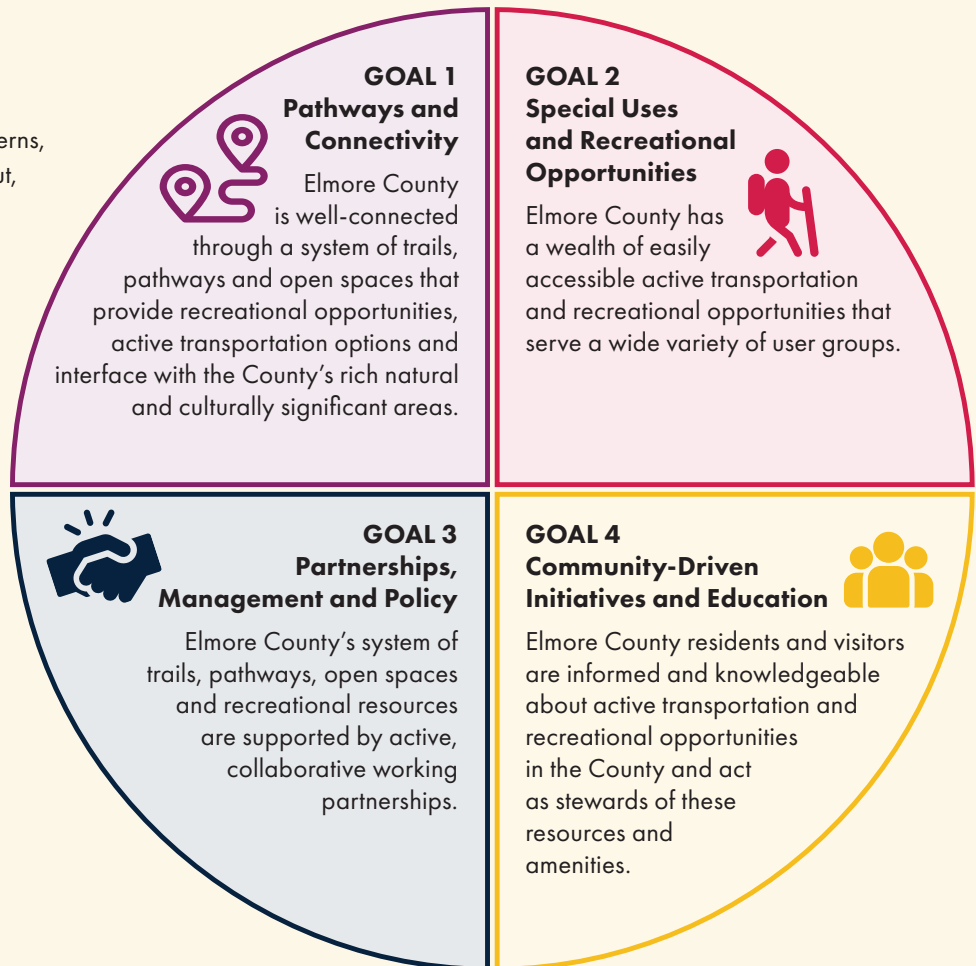 erns,
ut,
GOAL 1
Pathways and
Connectivity
Elmore County
is well-connected
through a system of trails,
pathways and open spaces that
provide recreational opportunities,
active transportation options and
interface with the County’s rich natural
and culturally significant areas.
GOAL 2
Special Uses
and Recreational
Opportunities
Elmore County has
a wealth of easily
accessible active transportation
and recreational opportunities that
serve a wide variety of user groups.
GOAL 3
Partnerships,
Management and Policy
Elmore County’s system of
trails, pathways, open spaces
and recreational resources
are supported by active,
collaborative working
partnerships.
GOAL 4
Community-Driven
Initiatives and Education
Elmore County residents and visitors
are informed and knowledgeable
about active transportation and
recreational opportunities
in the County and act
as stewards of these
resources and
amenities.